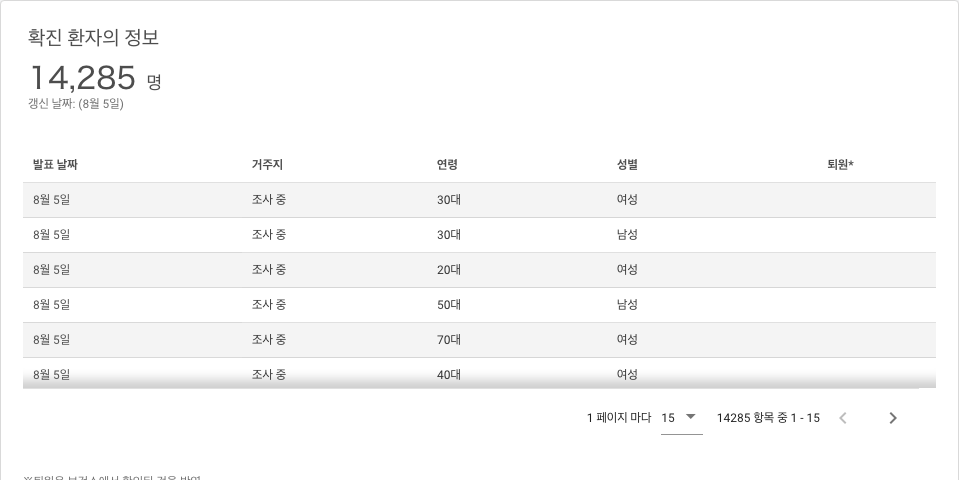 확진 환자의 정보
14,285 명
갱신 날짜: (8월 5일)
발표 날짜 거주지 연령 성별 퇴원*
8월 5일 조사 중 30대 여성
8월 5일 조사 중 30대 남성
8월 5일 조사 중 20대 여성
8월 5일 조사 중 50대 남성
8월 5일 조사 중 70대 여성
8월 5일 조사 중 40대 여성
1 페이지 마다 15 14285 항목 중 1 - 15